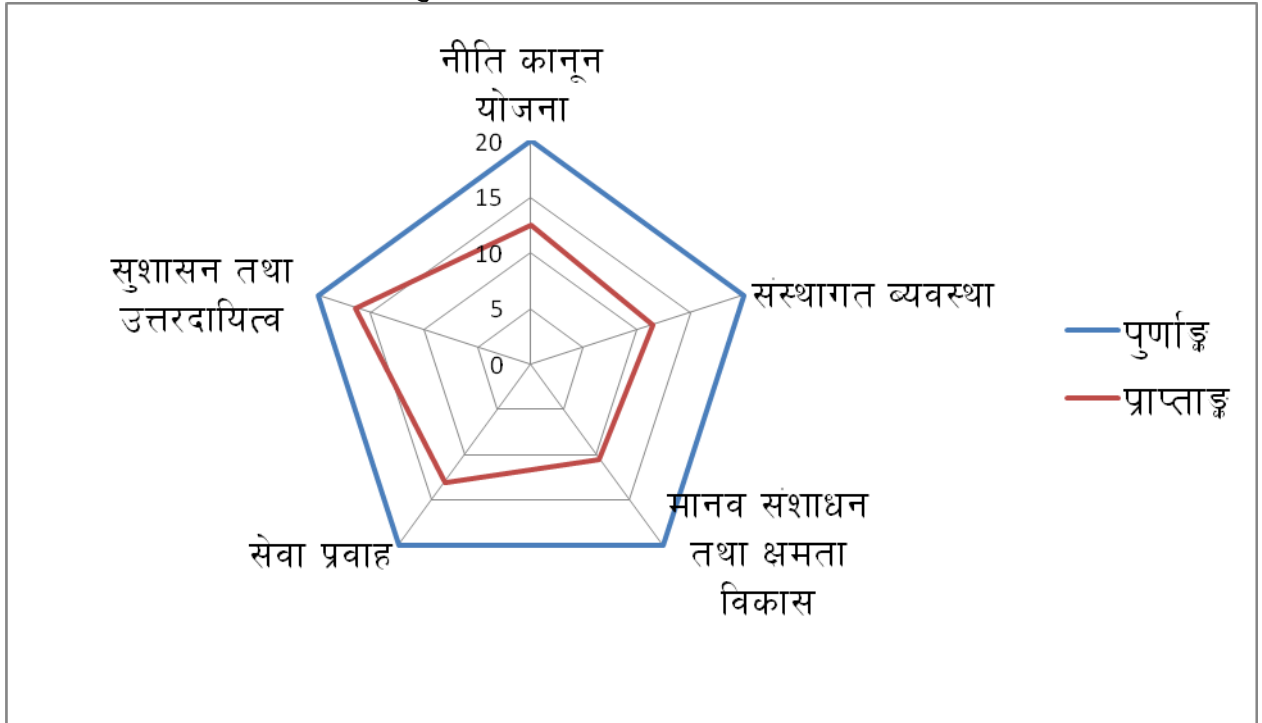 नीति कानून
योजना
20
15
10
5
0
सुशासन तथा
उत्तरदायित्व
संस्थागत ब्यवस्था
पुर्णाङ्क
प्राप्ताङ्क
मानव संशाधन
तथा क्षमता
विकास
सेवा प्रवाह